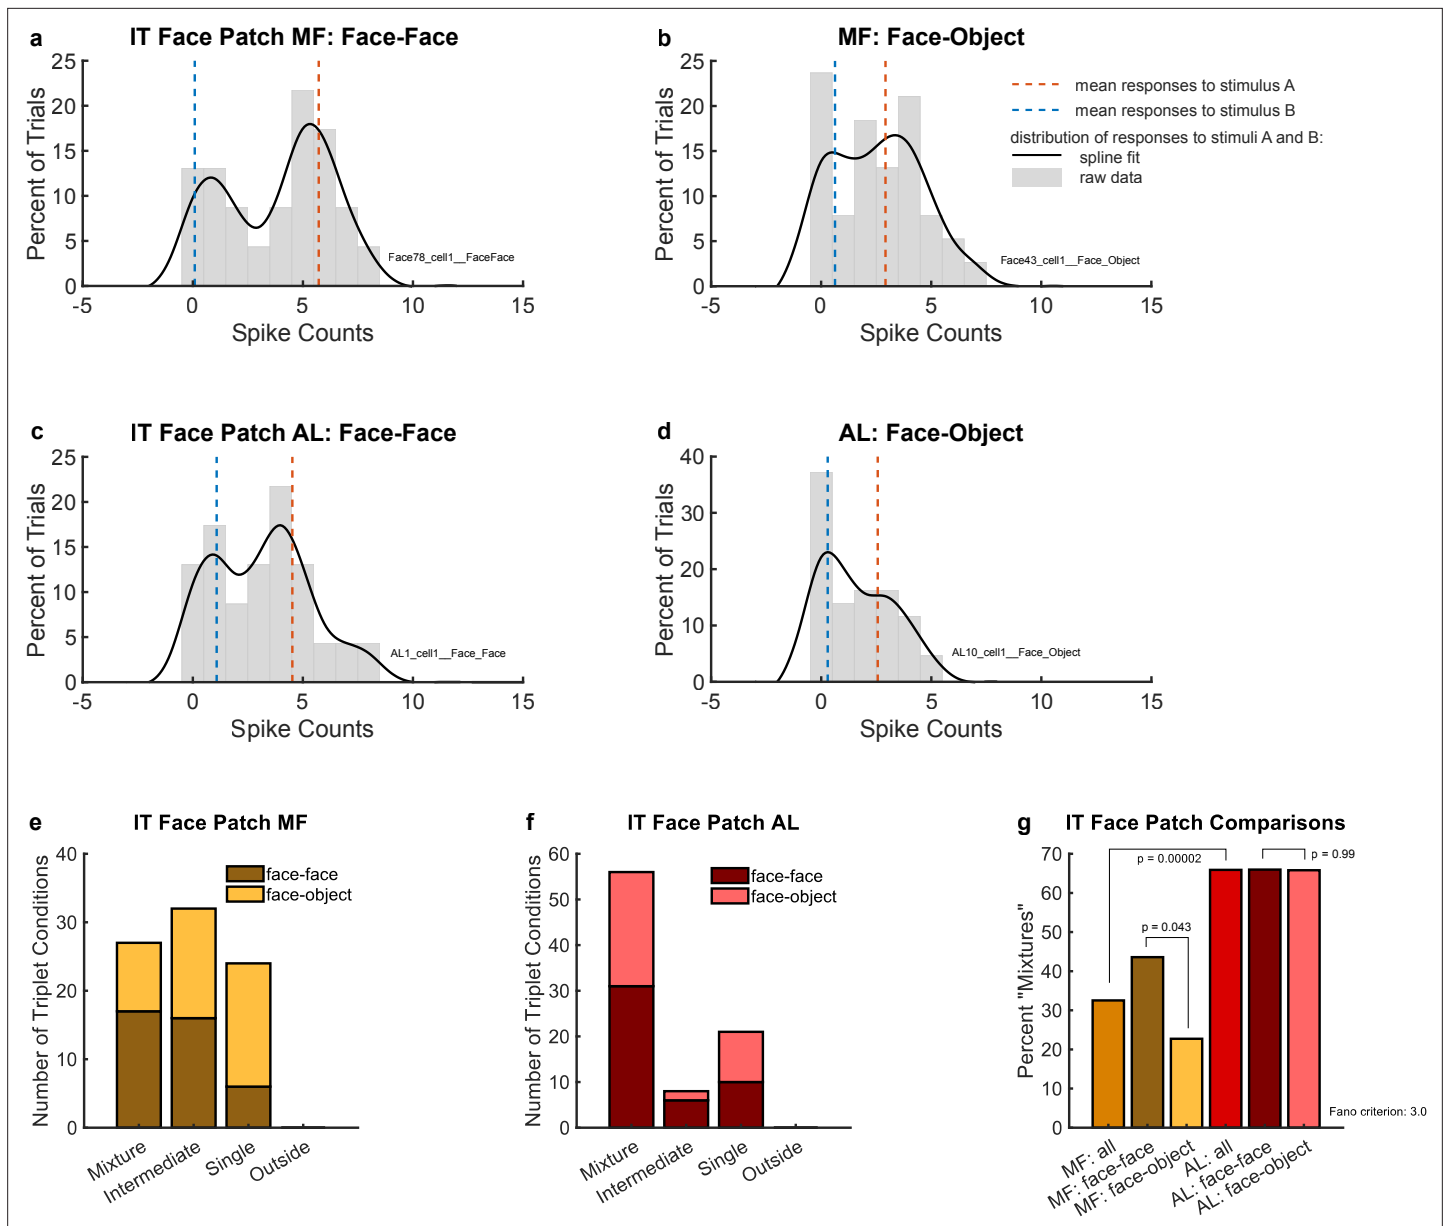 a IT Face Patch MF: Face-Face
25
20
15
10
5
0
Percent of Trials
Face78_cell1__FaceFace
-5 0 5 10 15
Spike Counts
b MF: Face-Object
25
20
15
10
5
0
Percent of Trials
mean responses to stimulus A
mean responses to stimulus B
distribution of responses to stimuli A and B:
spline fit
raw data
Face43_cell1__Face_Object
-5 0 5 10 15
Spike Counts
c IT Face Patch AL: Face-Face
25
20
15
10
5
0
Percent of Trials
AL1_cell1__Face_Face
-5 0 5 10 15
Spike Counts
d AL: Face-Object
40
30
20
10
0
Percent of Trials
AL10_cell1__Face_Object
-5 0 5 10 15
Spike Counts
e IT Face Patch MF
40
30
20
10
0
Number of Triplet Conditions
face-face
face-object
Mixture
Intermediate
Single
Outside
f IT Face Patch AL
60
50
40
30
20
10
0
Number of Triplet Conditions
face-face
face-object
Mixture
Intermediate
Single
Outside
g IT Face Patch Comparisons
70
60
50
40
30
20
10
0
Percent "Mixtures"
p = 0.00002
p = 0.99
p = 0.043
Fano criterion: 3.0
MF: all
MF: face-face
MF: face-object
AL: all
AL: face-face
AL: face-object